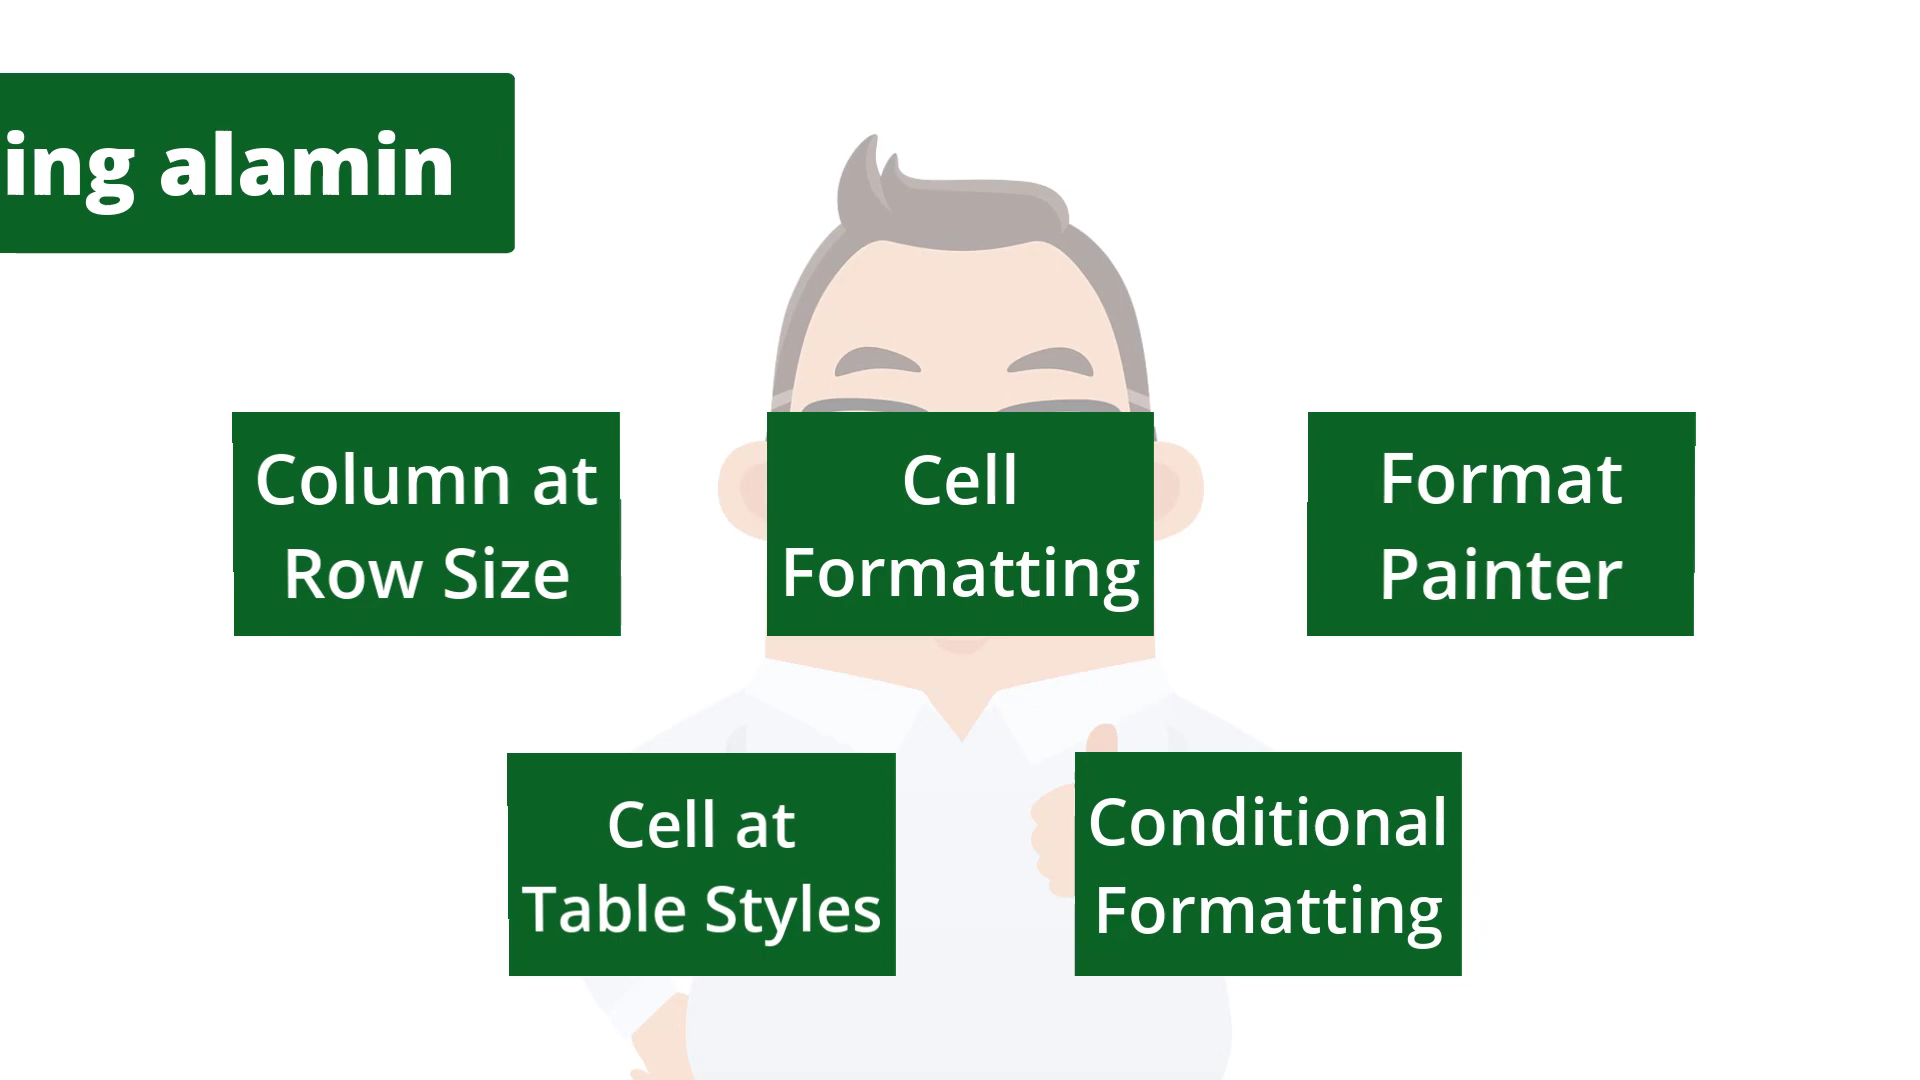 ing alamin
Column at
Row Size
Cell
Formatting
Format
Painter
Cell at
Table Styles
Conditional
Formatting